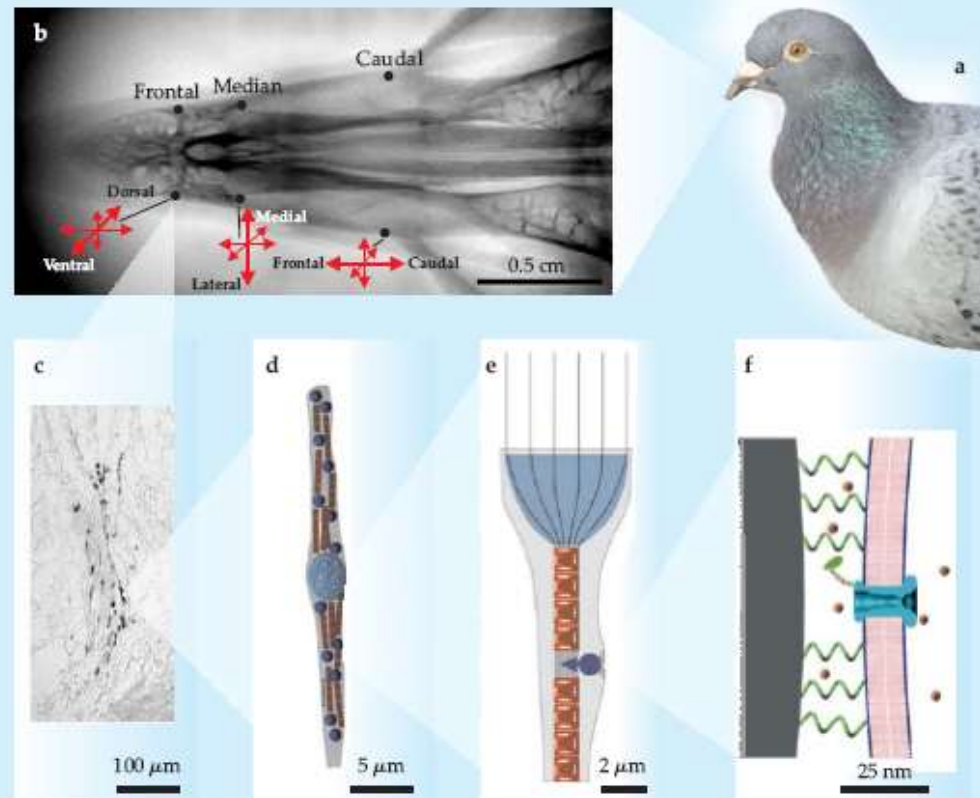 b
a
Frontal
Median
Caudal
Dorsal
Ventral
Medial
Lateral
Frontal
Caudal
0.5 cm
c
d
e
f
100 μm
5 μm
2 μm
25 nm